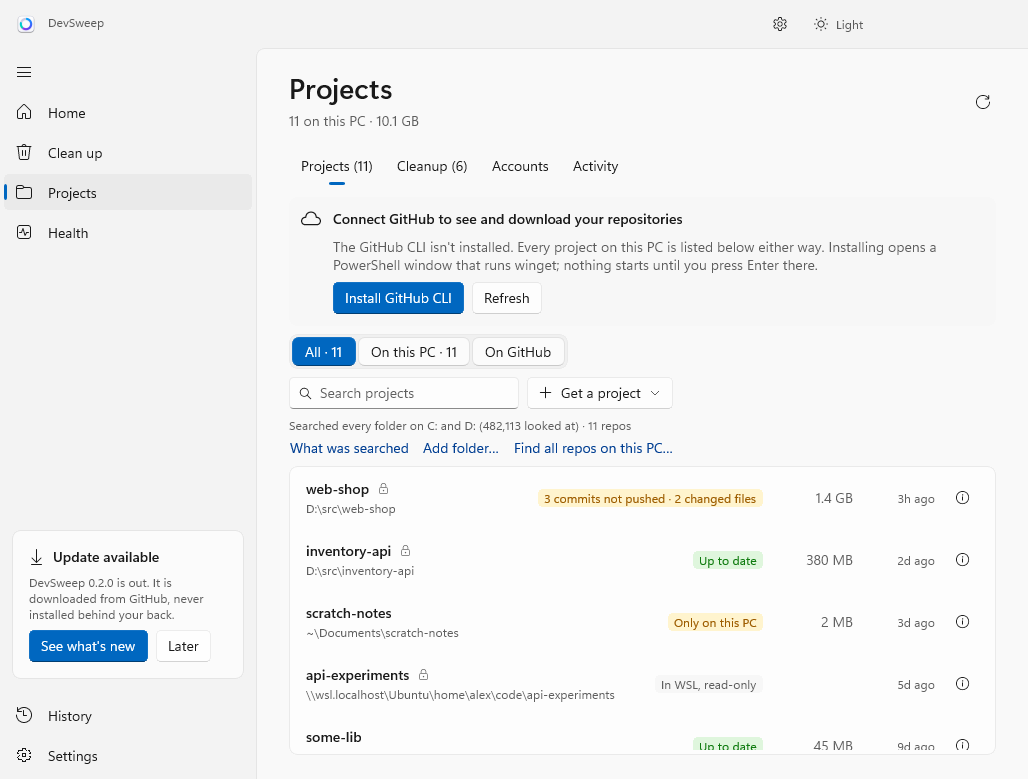 DevSweep
Light
Home
Clean up
Projects
Health
Projects
11 on this PC · 10.1 GB
Projects (11) Cleanup (6) Accounts Activity
Connect GitHub to see and download your repositories
The GitHub CLI isn't installed. Every project on this PC is listed below either way. Installing opens a
PowerShell window that runs winget; nothing starts until you press Enter there.
Install GitHub CLI Refresh
All · 11 On this PC · 11 On GitHub
Search projects Get a project
Searched every folder on C: and D: (482,113 looked at) · 11 repos
What was searched Add folder... Find all repos on this PC...
web-shop 3 commits not pushed · 2 changed files 1.4 GB 3h ago
D:\src\web-shop
inventory-api Up to date 380 MB 2d ago
D:\src\inventory-api
scratch-notes Only on this PC 2 MB 3d ago
~\Documents\scratch-notes
api-experiments In WSL, read-only 5d ago
\\wsl.localhost\Ubuntu\home\alex\code\api-experiments
some-lib Up to date 45 MB 9d ago
Update available
DevSweep 0.2.0 is out. It is
downloaded from GitHub, never
installed behind your back.
See what's new Later
History
Settings